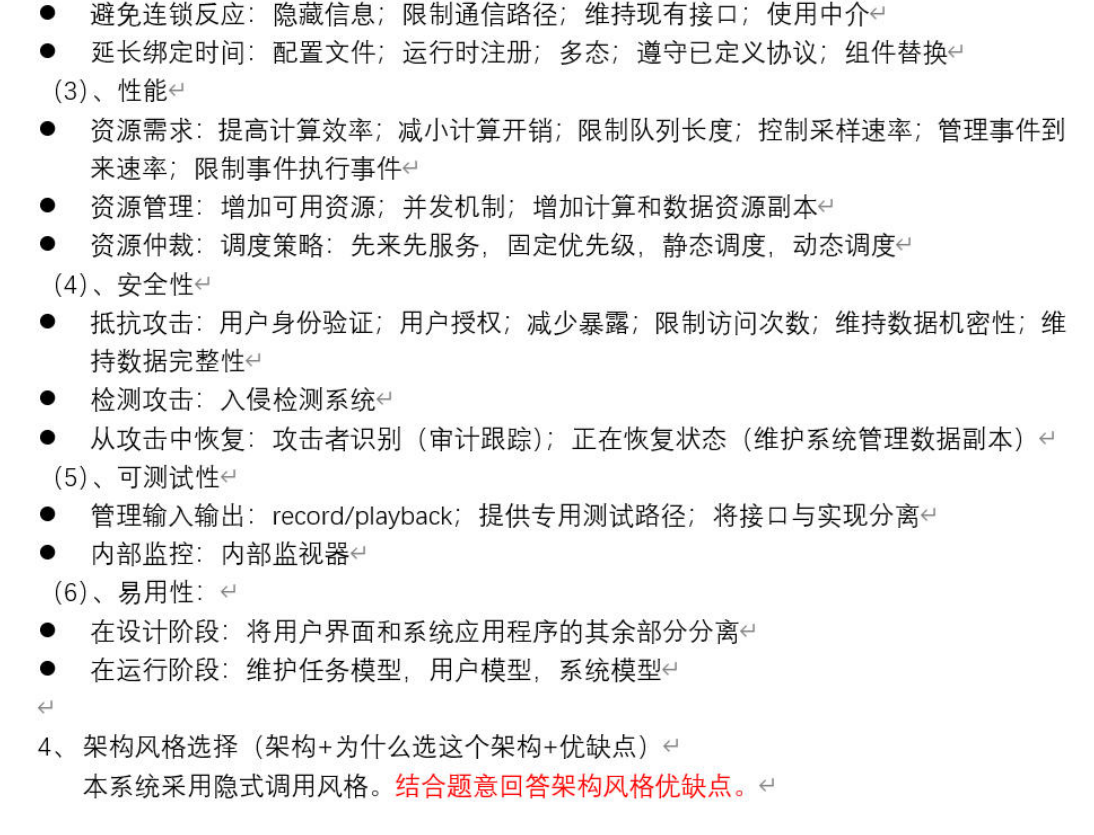 ● 避免连锁反应：隐藏信息；限制通信路径；维持现有接口；使用中介↵
● 延长绑定时间：配置文件；运行时注册；多态；遵守已定义协议；组件替换↵
（3）、性能↵
● 资源需求：提高计算效率；减小计算开销；限制队列长度；控制采样速率；管理事件到
来速率；限制事件执行事件↵
● 资源管理：增加可用资源；并发机制；增加计算和数据资源副本↵
● 资源仲裁：调度策略：先来先服务，固定优先级，静态调度，动态调度↵
（4）、安全性↵
● 抵抗攻击：用户身份验证；用户授权；减少暴露；限制访问次数；维持数据机密性；维
持数据完整性↵
● 检测攻击：入侵检测系统↵
● 从攻击中恢复：攻击者识别（审计跟踪）；正在恢复状态（维护系统管理数据副本）↵
（5）、可测试性↵
● 管理输入输出：record/playback；提供专用测试路径；将接口与实现分离↵
● 内部监控：内部监视器↵
（6）、易用性：↵
● 在设计阶段：将用户界面和系统应用程序的其余部分分离↵
● 在运行阶段：维护任务模型，用户模型，系统模型↵
↵
4、架构风格选择（架构+为什么选这个架构+优缺点）↵
本系统采用隐式调用风格。结合题意回答架构风格优缺点。↵